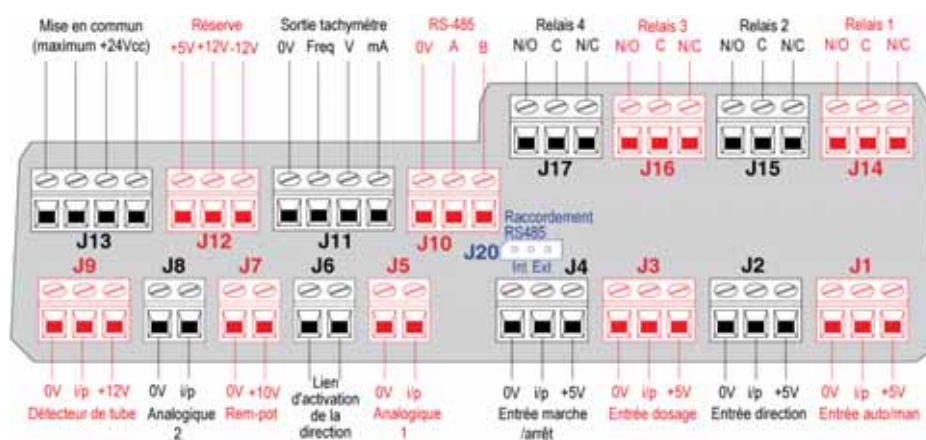 Mise en commun
(maximum +24Vcc)
Réserve
+5V +12V -12V
Sortie tachymètre
0V Freq V mA
RS-485
0V A B
Relais 4
N/O C N/C
Relais 3
N/O C N/C
Relais 2
N/O C N/C
Relais 1
N/O C N/C
J17
J16
J15
J14
J13
J12
J11
J10
Raccordement
RS485
J20
Int Ext
J9
J8
J7
J6
J5
J4
J3
J2
J1
0V i/p +12V
Détecteur de tube
0V i/p
Analogique
2
0V +10V
Rem-pot
Lien
d'activation
de la
direction
0V i/p
Analogique
1
0V i/p +5V
Entrée marche
/arrêt
0V i/p +5V
Entrée dosage
0V i/p +5V
Entrée direction
0V i/p +5V
Entrée auto/man